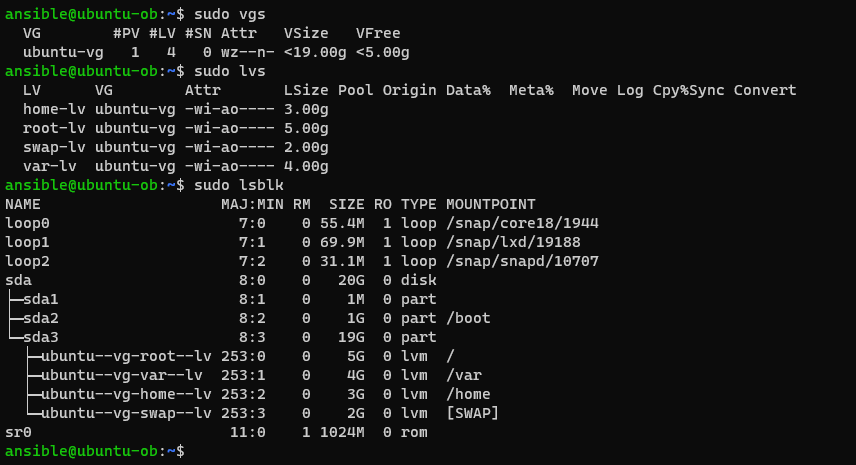 ansible@ubuntu-ob:~$ sudo vgs
  VG        #PV #LV #SN Attr   VSize   VFree
  ubuntu-vg   1   4   0 wz--n- <19.00g <5.00g
ansible@ubuntu-ob:~$ sudo lvs
  LV      VG        Attr       LSize Pool Origin Data%  Meta%  Move Log Cpy%Sync Convert
  home-lv ubuntu-vg -wi-ao---- 3.00g
  root-lv ubuntu-vg -wi-ao---- 5.00g
  swap-lv ubuntu-vg -wi-ao---- 2.00g
  var-lv  ubuntu-vg -wi-ao---- 4.00g
ansible@ubuntu-ob:~$ sudo lsblk
NAME                    MAJ:MIN RM  SIZE RO TYPE MOUNTPOINT
loop0                     7:0    0 55.4M  1 loop /snap/core18/1944
loop1                     7:1    0 69.9M  1 loop /snap/lxd/19188
loop2                     7:2    0 31.1M  1 loop /snap/snapd/10707
sda                       8:0    0   20G  0 disk
├─sda1                    8:1    0    1M  0 part
├─sda2                    8:2    0    1G  0 part /boot
└─sda3                    8:3    0   19G  0 part
  ├─ubuntu--vg-root--lv 253:0    0    5G  0 lvm  /
  ├─ubuntu--vg-var--lv  253:1    0    4G  0 lvm  /var
  ├─ubuntu--vg-home--lv 253:2    0    3G  0 lvm  /home
  └─ubuntu--vg-swap--lv 253:3    0    2G  0 lvm  [SWAP]
sr0                      11:0    1 1024M  0 rom
ansible@ubuntu-ob:~$